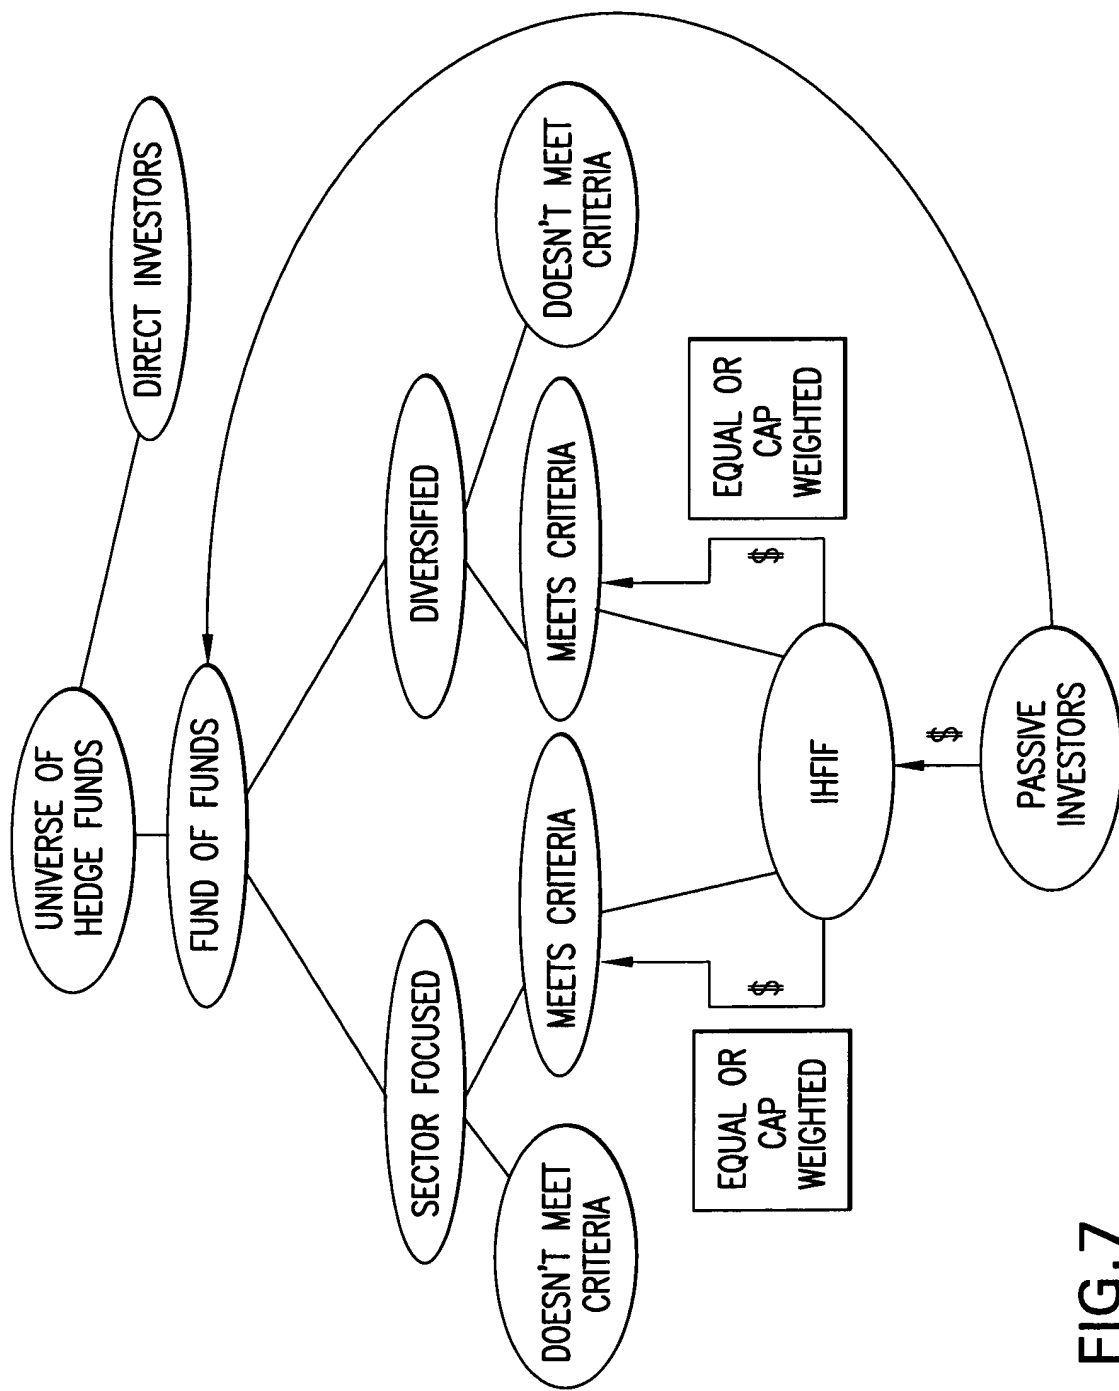 UNIVERSE OF
HEDGE FUNDS
DIRECT INVESTORS
FUND OF FUNDS
SECTOR FOCUSED
DIVERSIFIED
DOESN'T MEET
CRITERIA
MEETS CRITERIA
MEETS CRITERIA
DOESN'T MEET
CRITERIA
EQUAL OR
CAP
WEIGHTED
$
$
EQUAL OR
CAP
WEIGHTED
IHFIF
$
PASSIVE
INVESTORS
FIG.7